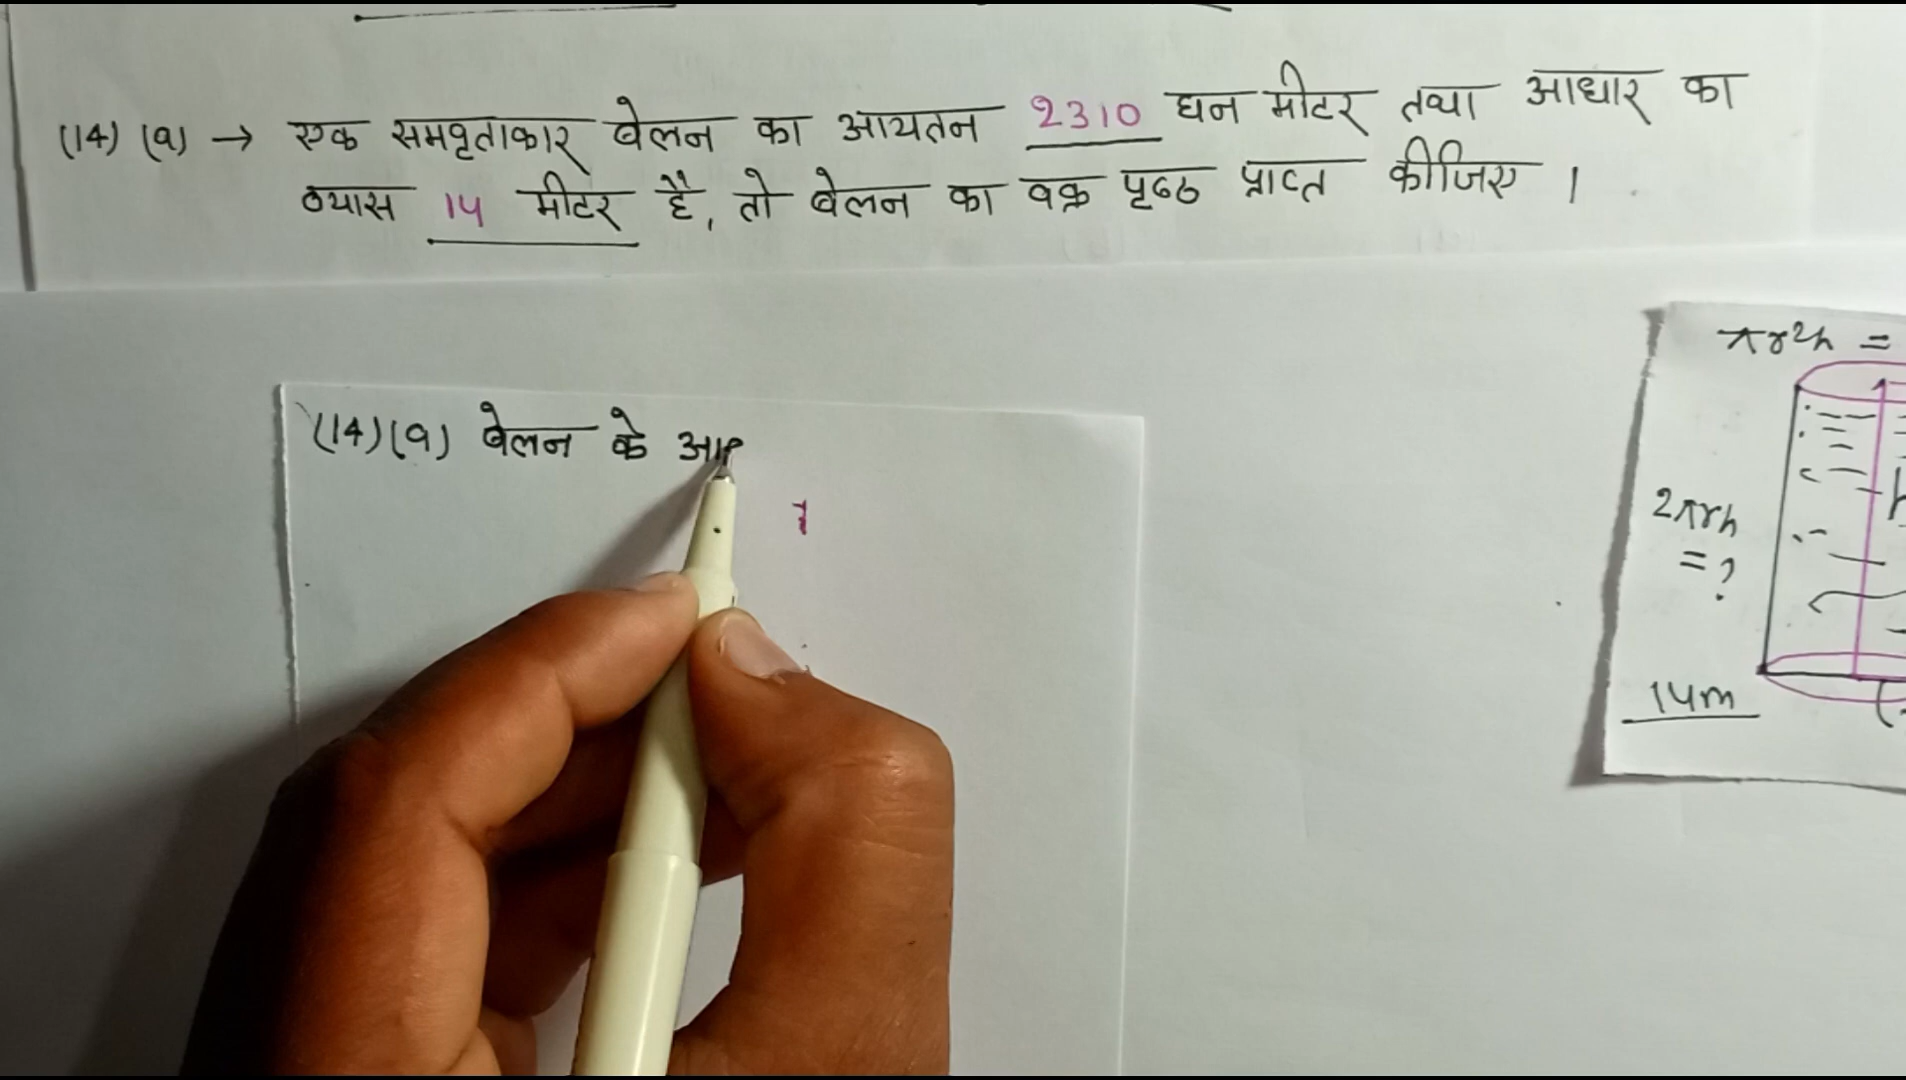 (14) (a) → एक समवृताकार बेलन का आयतन 2310 घन मीटर तथा आधार का
व्यास 14 मीटर है, तो बेलन का वक्र पृष्ठ प्राप्त कीजिए ।
(14)(a) बेलन के
πr²h =
2πrh
= ?
14m